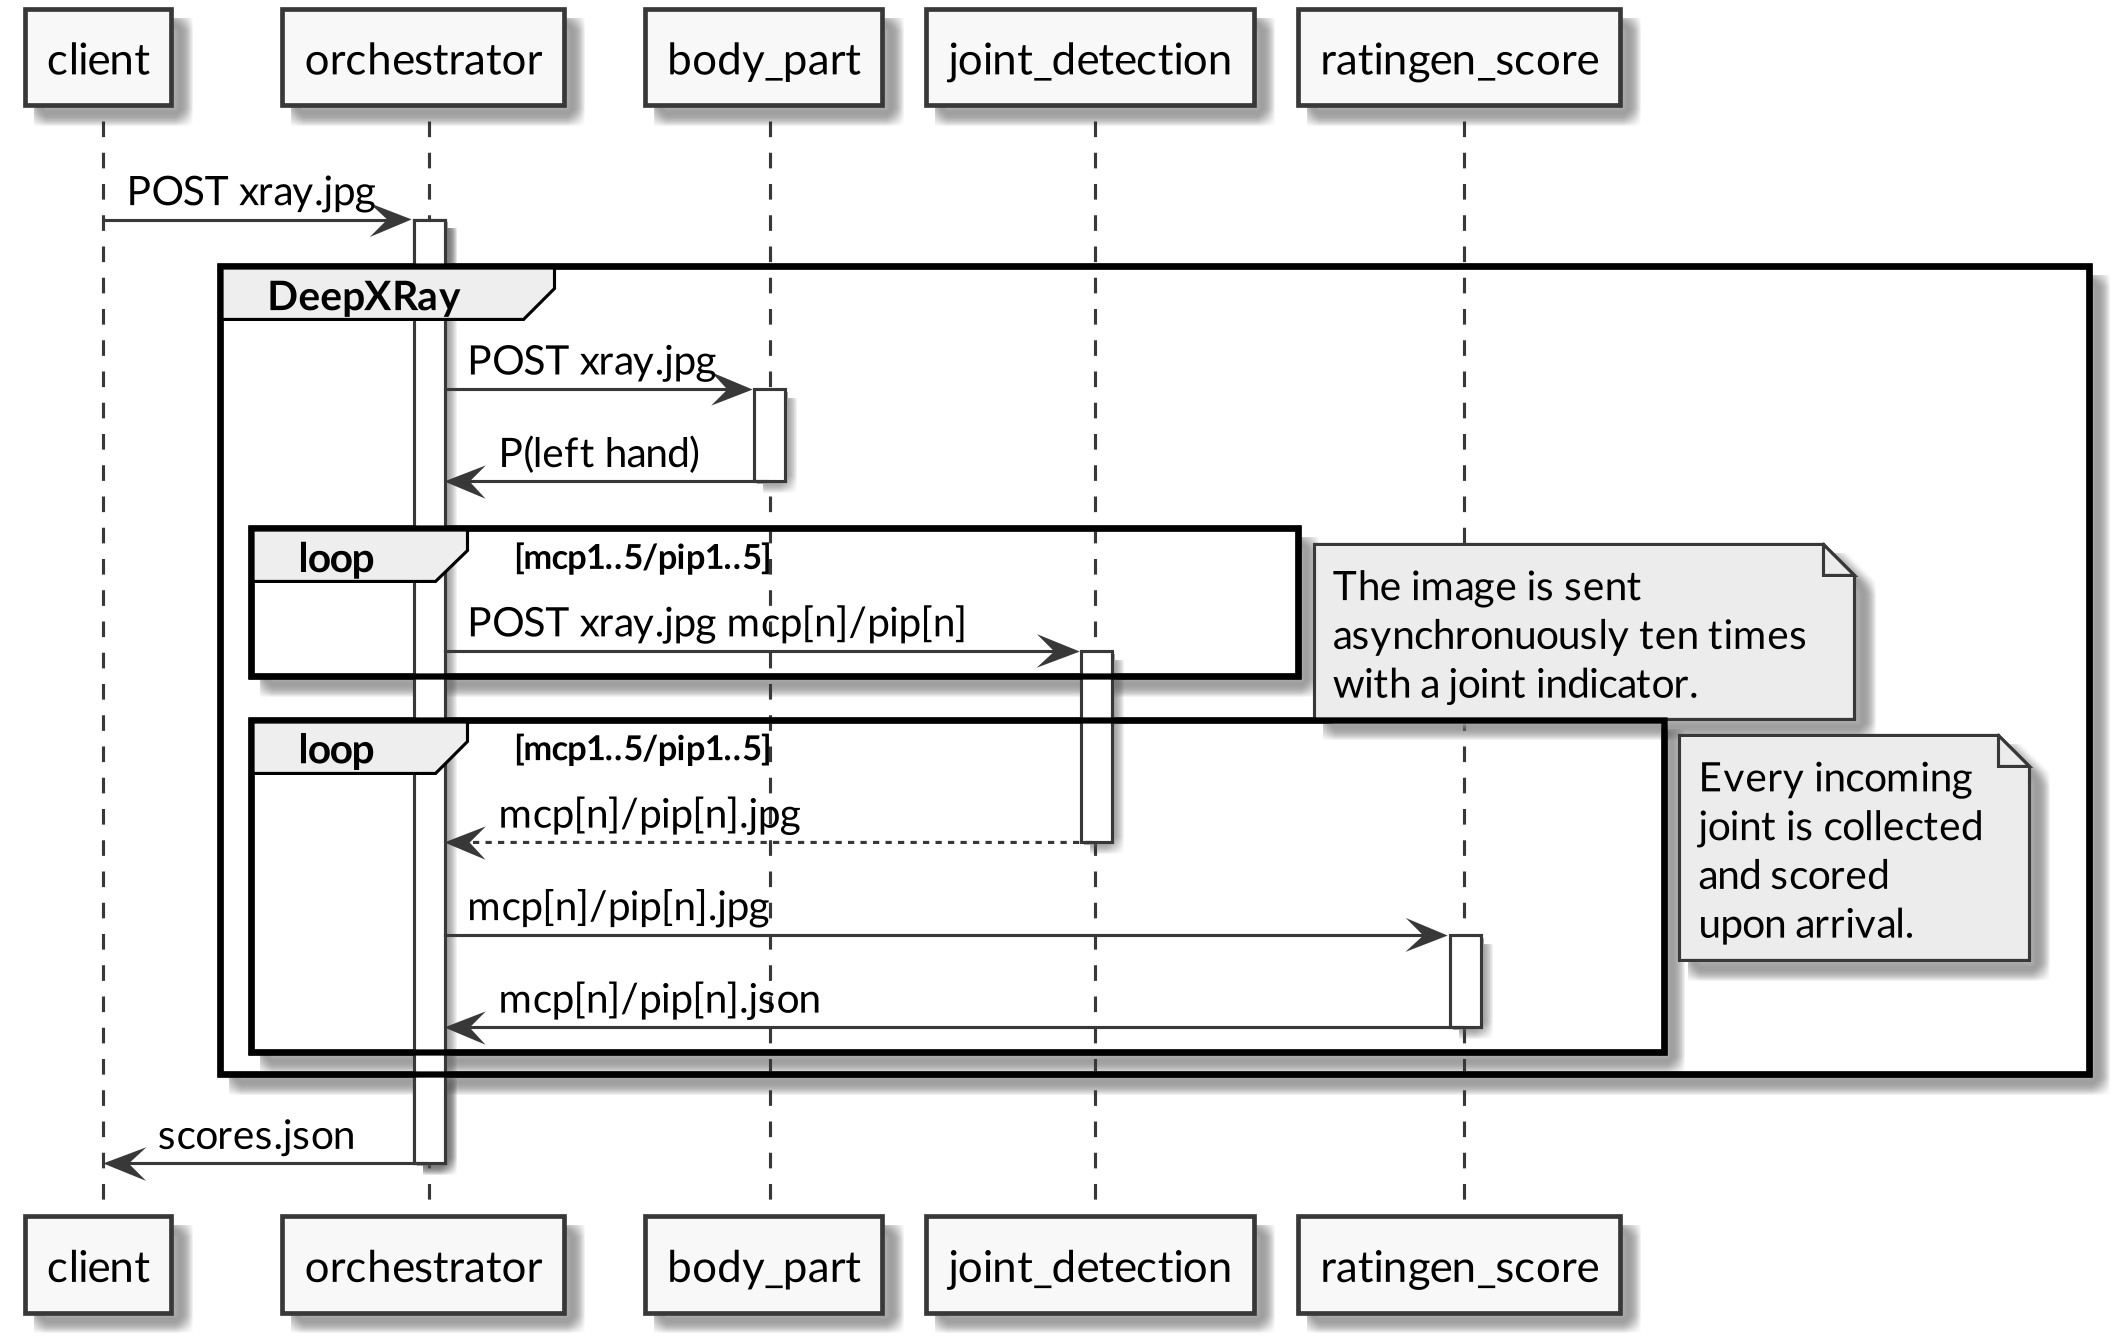 client
orchestrator
body_part
joint_detection
ratingen_score
POST xray.jpg
DeepXRay
POST xray.jpg
P(left hand)
loop
[mcp1..5/pip1..5]
The image is sent
asynchronuously ten times
with a joint indicator.
POST xray.jpg mcp[n]/pip[n]
loop
[mcp1..5/pip1..5]
Every incoming
joint is collected
and scored
upon arrival.
mcp[n]/pip[n].jpg
mcp[n]/pip[n].jpg
mcp[n]/pip[n].json
scores.json
client
orchestrator
body_part
joint_detection
ratingen_score